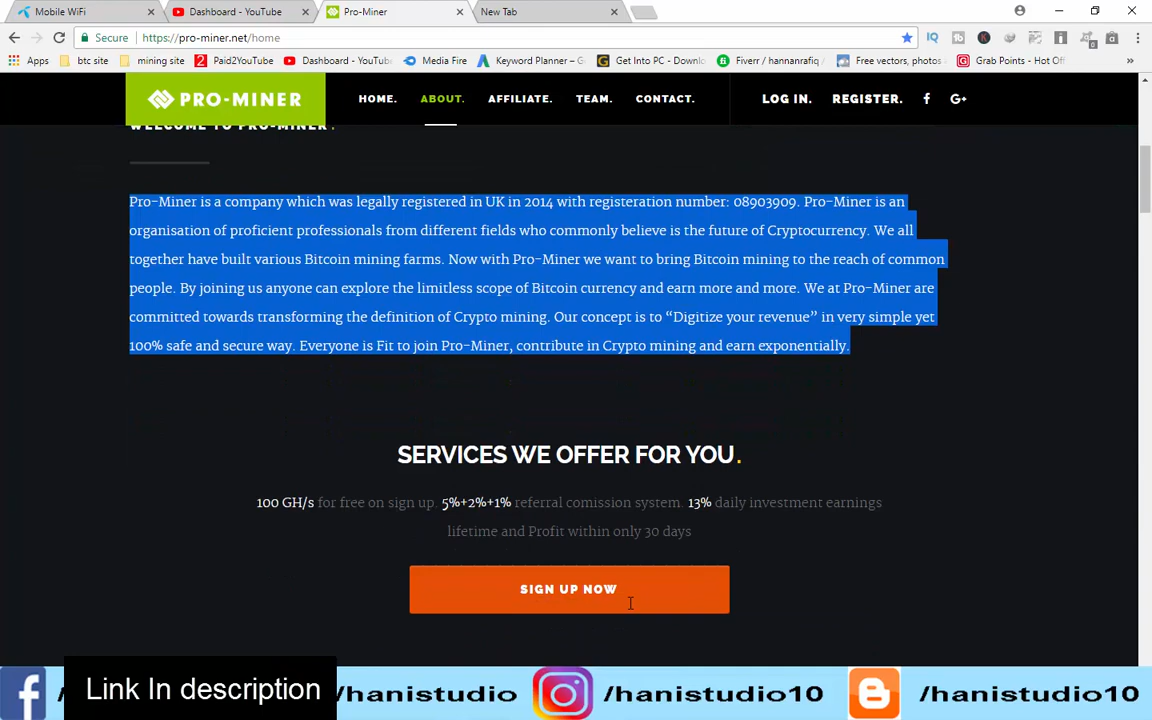 Mobile WiFi
Dashboard - YouTube
Pro-Miner
New Tab
Secure
https://pro-miner.net/home
Apps
btc site
mining site
Paid2YouTube
Dashboard - YouTu
Media Fire
Keyword Planner – G
Get Into PC - Downlo
Fiverr / hannanrafiq /
Free vectors, photos
Grab Points - Hot Off
PRO-MINER
HOME.
ABOUT.
AFFILIATE.
TEAM.
CONTACT.
LOG IN.
REGISTER.
WELCOME TO PRO-MINER .
Pro-Miner is a company which was legally registered in UK in 2014 with registeration number: 08903909. Pro-Miner is an
organisation of proficient professionals from different fields who commonly believe is the future of Cryptocurrency. We all
together have built various Bitcoin mining farms. Now with Pro-Miner we want to bring Bitcoin mining to the reach of common
people. By joining us anyone can explore the limitless scope of Bitcoin currency and earn more and more. We at Pro-Miner are
committed towards transforming the definition of Crypto mining. Our concept is to “Digitize your revenue” in very simple yet
100% safe and secure way. Everyone is Fit to join Pro-Miner, contribute in Crypto mining and earn exponentially.
SERVICES WE OFFER FOR YOU.
100 GH/s for free on sign up. 5%+2%+1% referral comission system. 13% daily investment earnings
lifetime and Profit within only 30 days
SIGN UP NOW
Link In description
/hanistudio
/hanistudio10
/hanistudio10